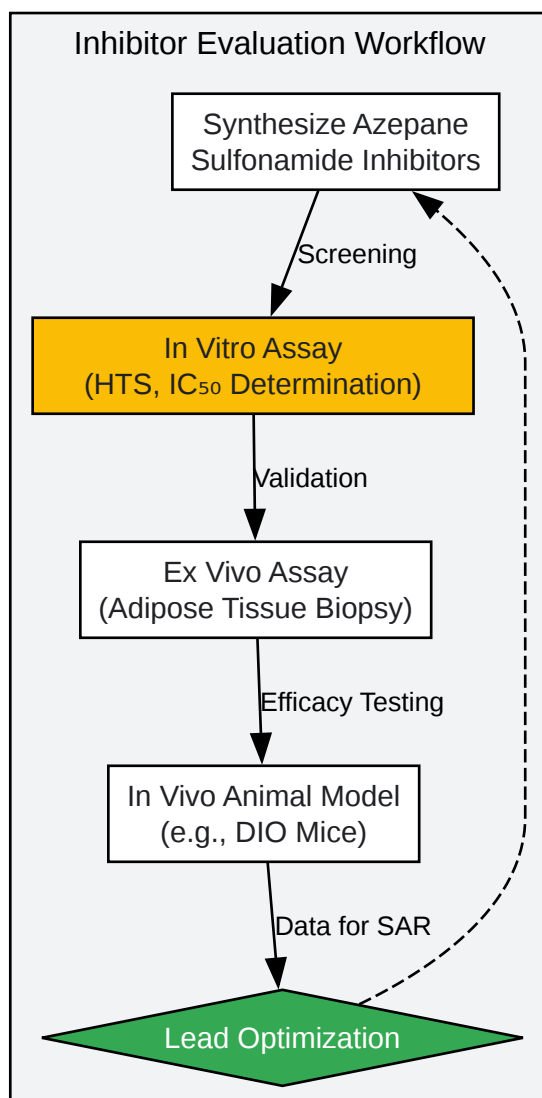 Inhibitor Evaluation Workflow
Synthesize Azepane
Sulfonamide Inhibitors
Screening
In Vitro Assay
(HTS, IC₅₀ Determination)
Validation
Ex Vivo Assay
(Adipose Tissue Biopsy)
Efficacy Testing
In Vivo Animal Model
(e.g., DIO Mice)
Data for SAR
Lead Optimization